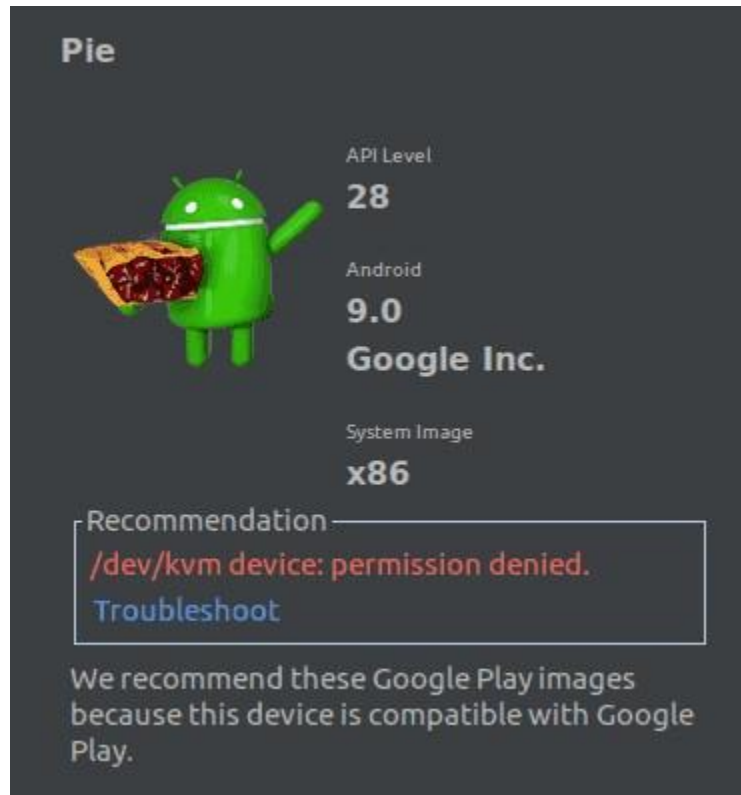 Pie
API Level
28
Android
9.0
Google Inc.
System Image
x86
Recommendation
/dev/kvm device: permission denied.
Troubleshoot
We recommend these Google Play images
because this device is compatible with Google
Play.